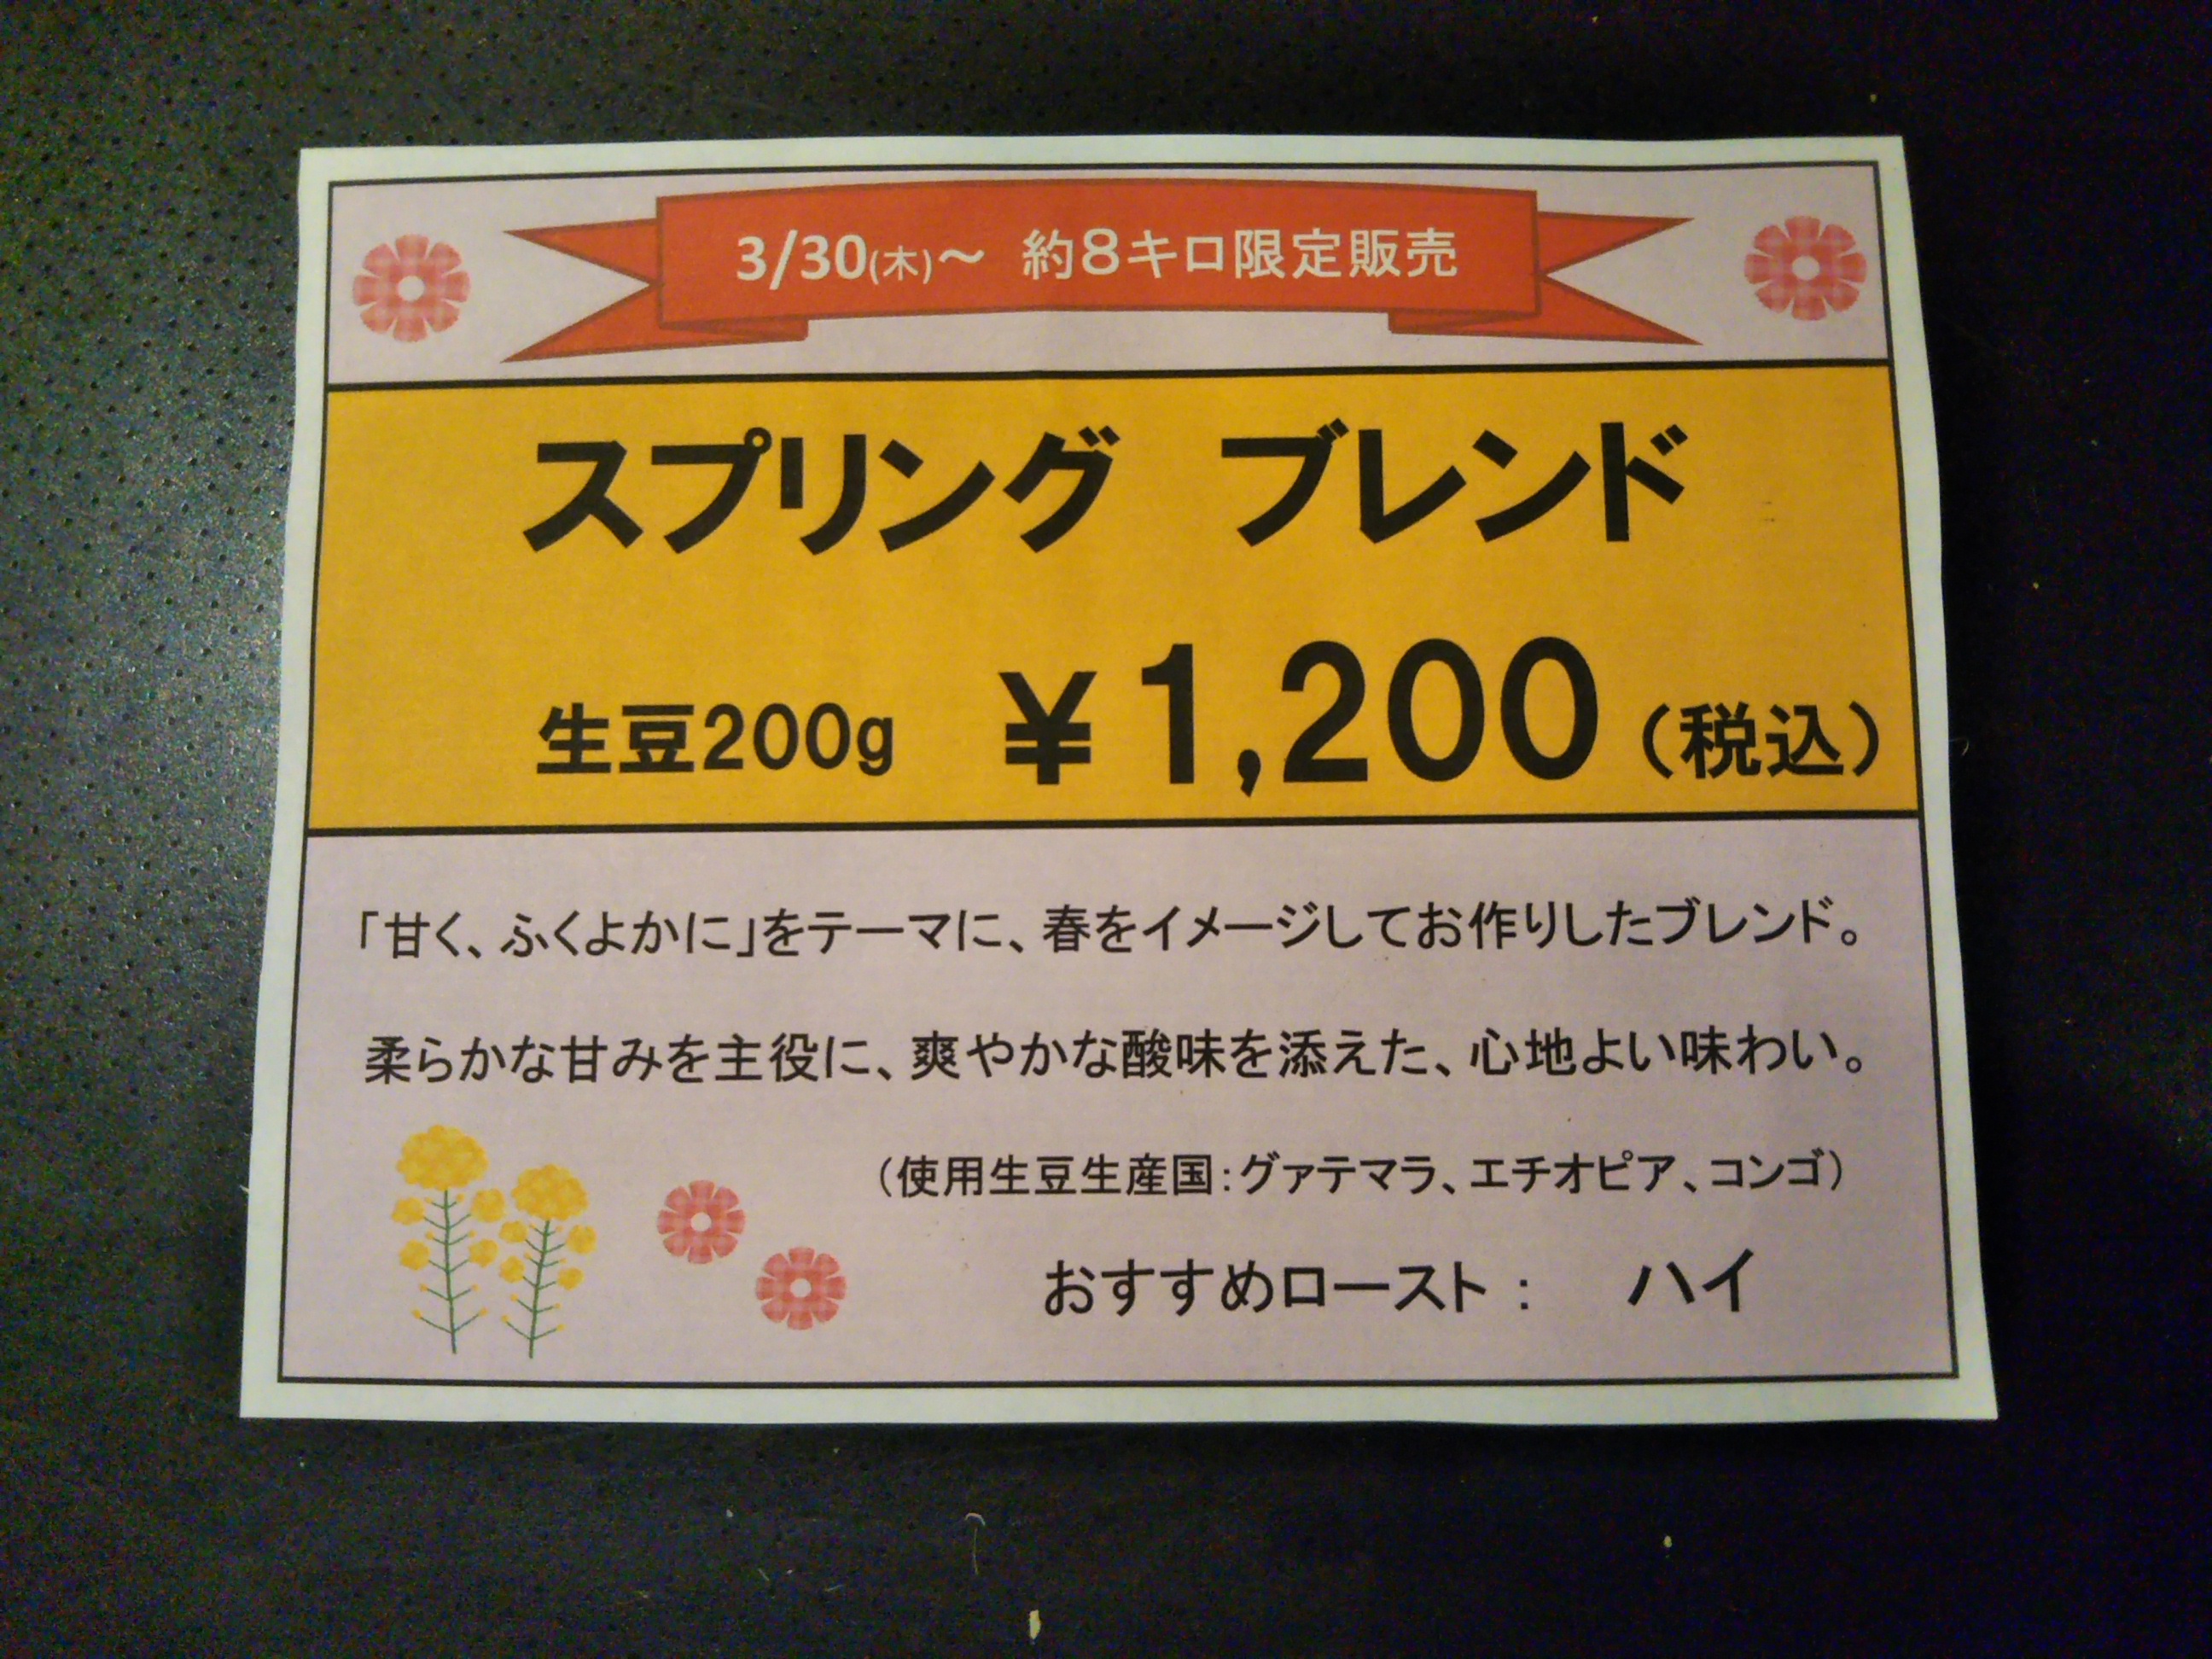 3/30(木)～ 約８キロ限定販売
スプリング ブレンド
生豆200g ￥1,200（税込）
「甘く、ふくよかに」をテーマに、春をイメージしてお作りしたブレンド。
柔らかな甘みを主役に、爽やかな酸味を添えた、心地よい味わい。
（使用生豆生産国：グァテマラ、エチオピア、コンゴ）
おすすめロースト： ハイ